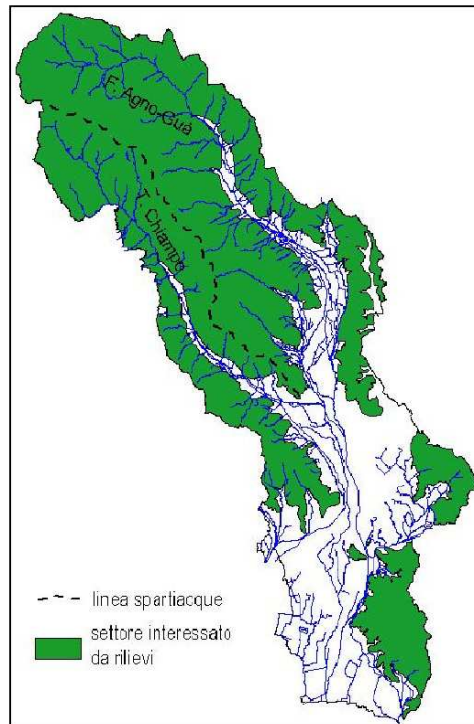 F. Agno-Guà
T. Chiampo
linea spartiacque
settore interessato
da rilievi